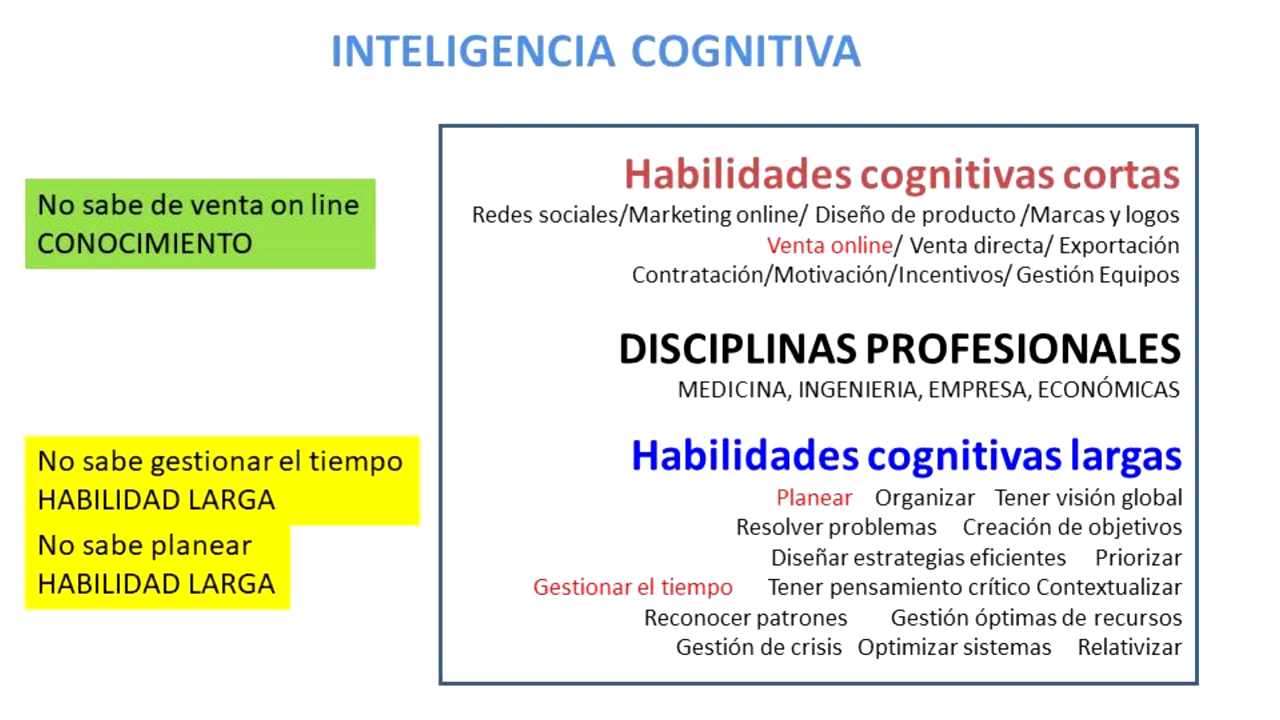 INTELIGENCIA COGNITIVA
No sabe de venta on line
CONOCIMIENTO
No sabe gestionar el tiempo
HABILIDAD LARGA
No sabe planear
HABILIDAD LARGA
Habilidades cognitivas cortas
Redes sociales/Marketing online/ Diseño de producto /Marcas y logos
Venta online/ Venta directa/ Exportación
Contratación/Motivación/Incentivos/ Gestión Equipos
DISCIPLINAS PROFESIONALES
MEDICINA, INGENIERIA, EMPRESA, ECONÓMICAS
Habilidades cognitivas largas
Planear Organizar Tener visión global
Resolver problemas Creación de objetivos
Diseñar estrategias eficientes Priorizar
Gestionar el tiempo Tener pensamiento crítico Contextualizar
Reconocer patrones Gestión óptimas de recursos
Gestión de crisis Optimizar sistemas Relativizar